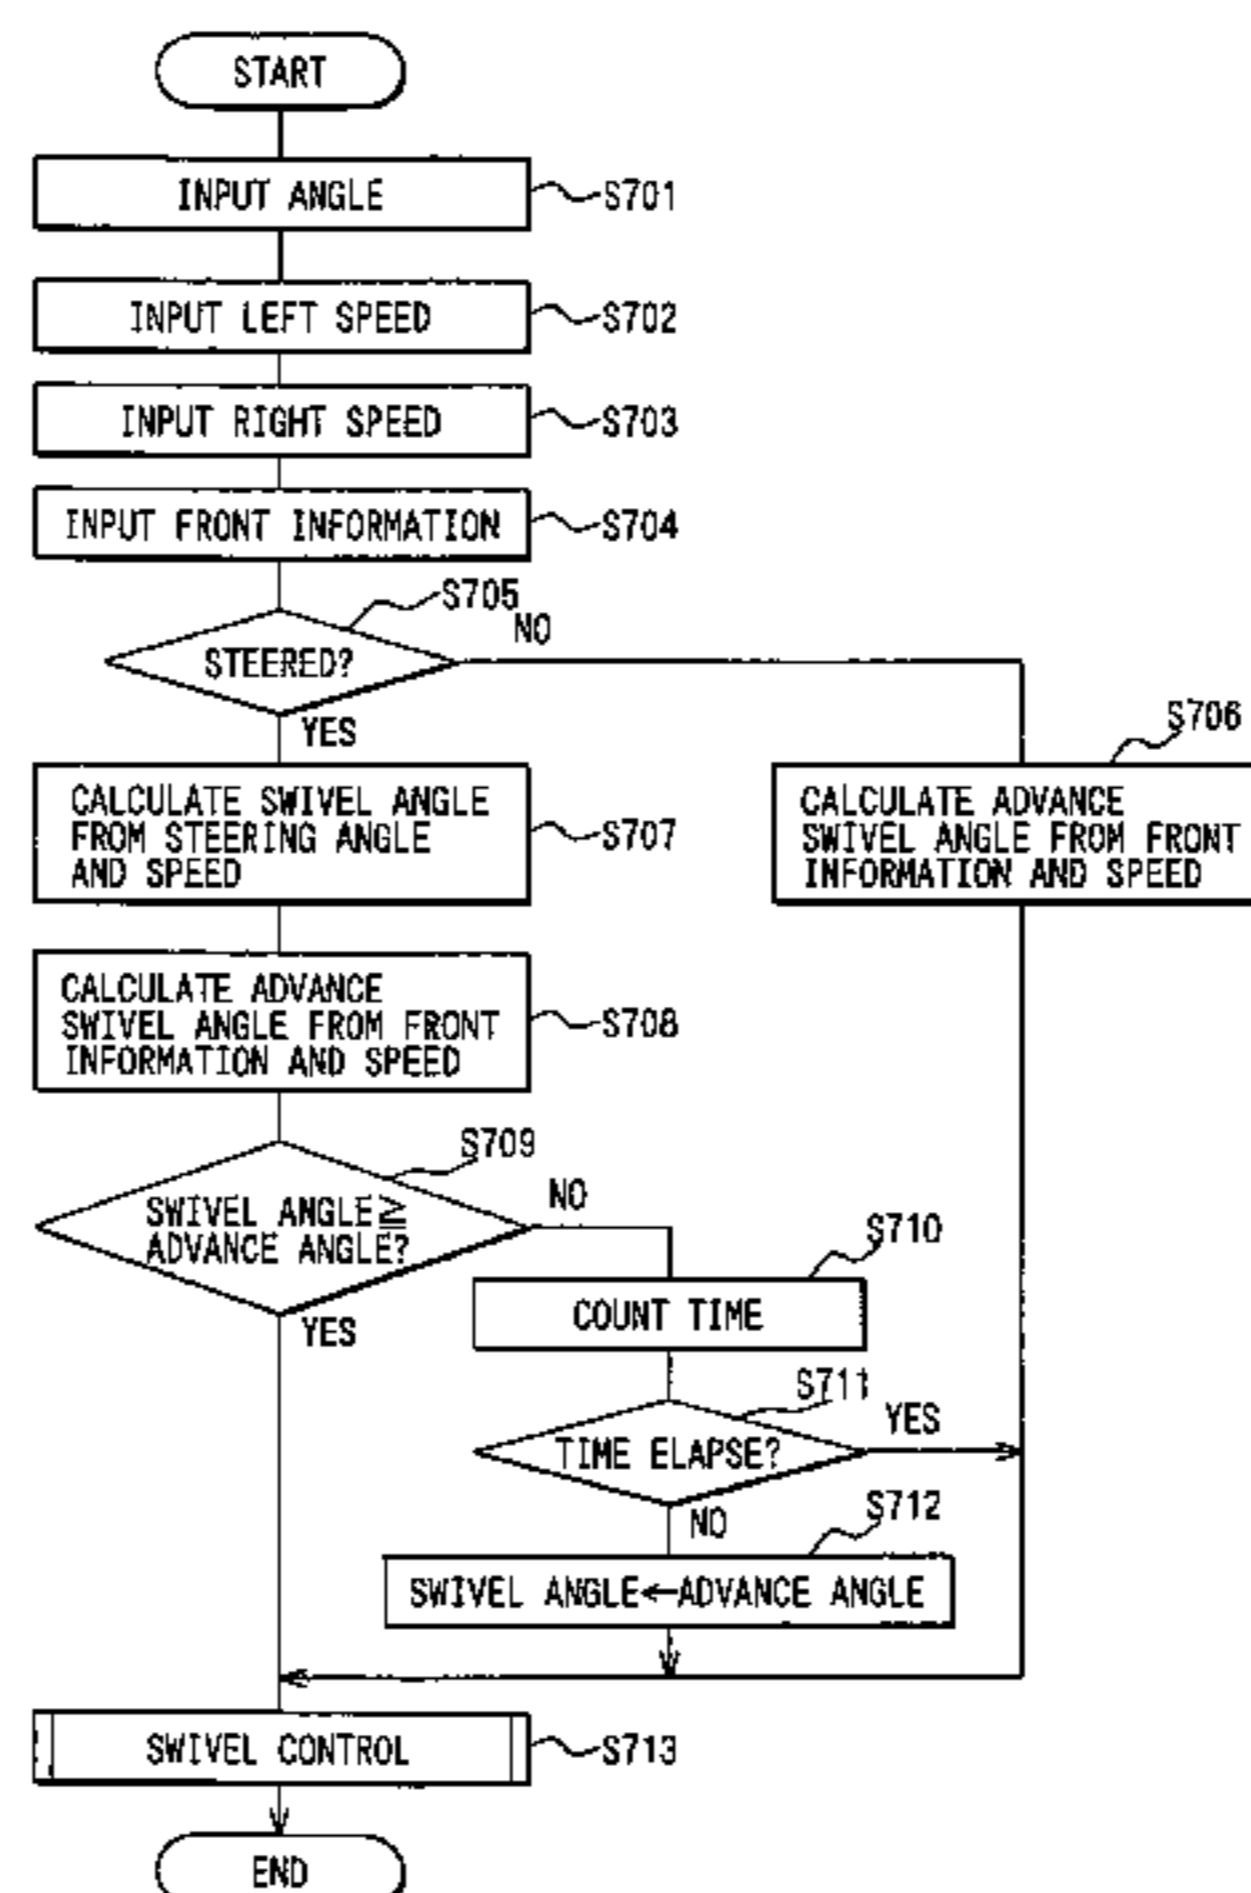 START
INPUT ANGLE
S701
INPUT LEFT SPEED
S702
INPUT RIGHT SPEED
S703
INPUT FRONT INFORMATION
S704
S705
STEERED?
NO
YES
S706
CALCULATE ADVANCE
SWIVEL ANGLE FROM FRONT
INFORMATION AND SPEED
CALCULATE SWIVEL ANGLE
FROM STEERING ANGLE
AND SPEED
S707
CALCULATE ADVANCE
SWIVEL ANGLE FROM FRONT
INFORMATION AND SPEED
S708
S709
SWIVEL ANGLE≧
ADVANCE ANGLE?
NO
YES
S710
COUNT TIME
S711
TIME ELAPSE?
YES
NO
S712
SWIVEL ANGLE←ADVANCE ANGLE
SWIVEL CONTROL
S713
END